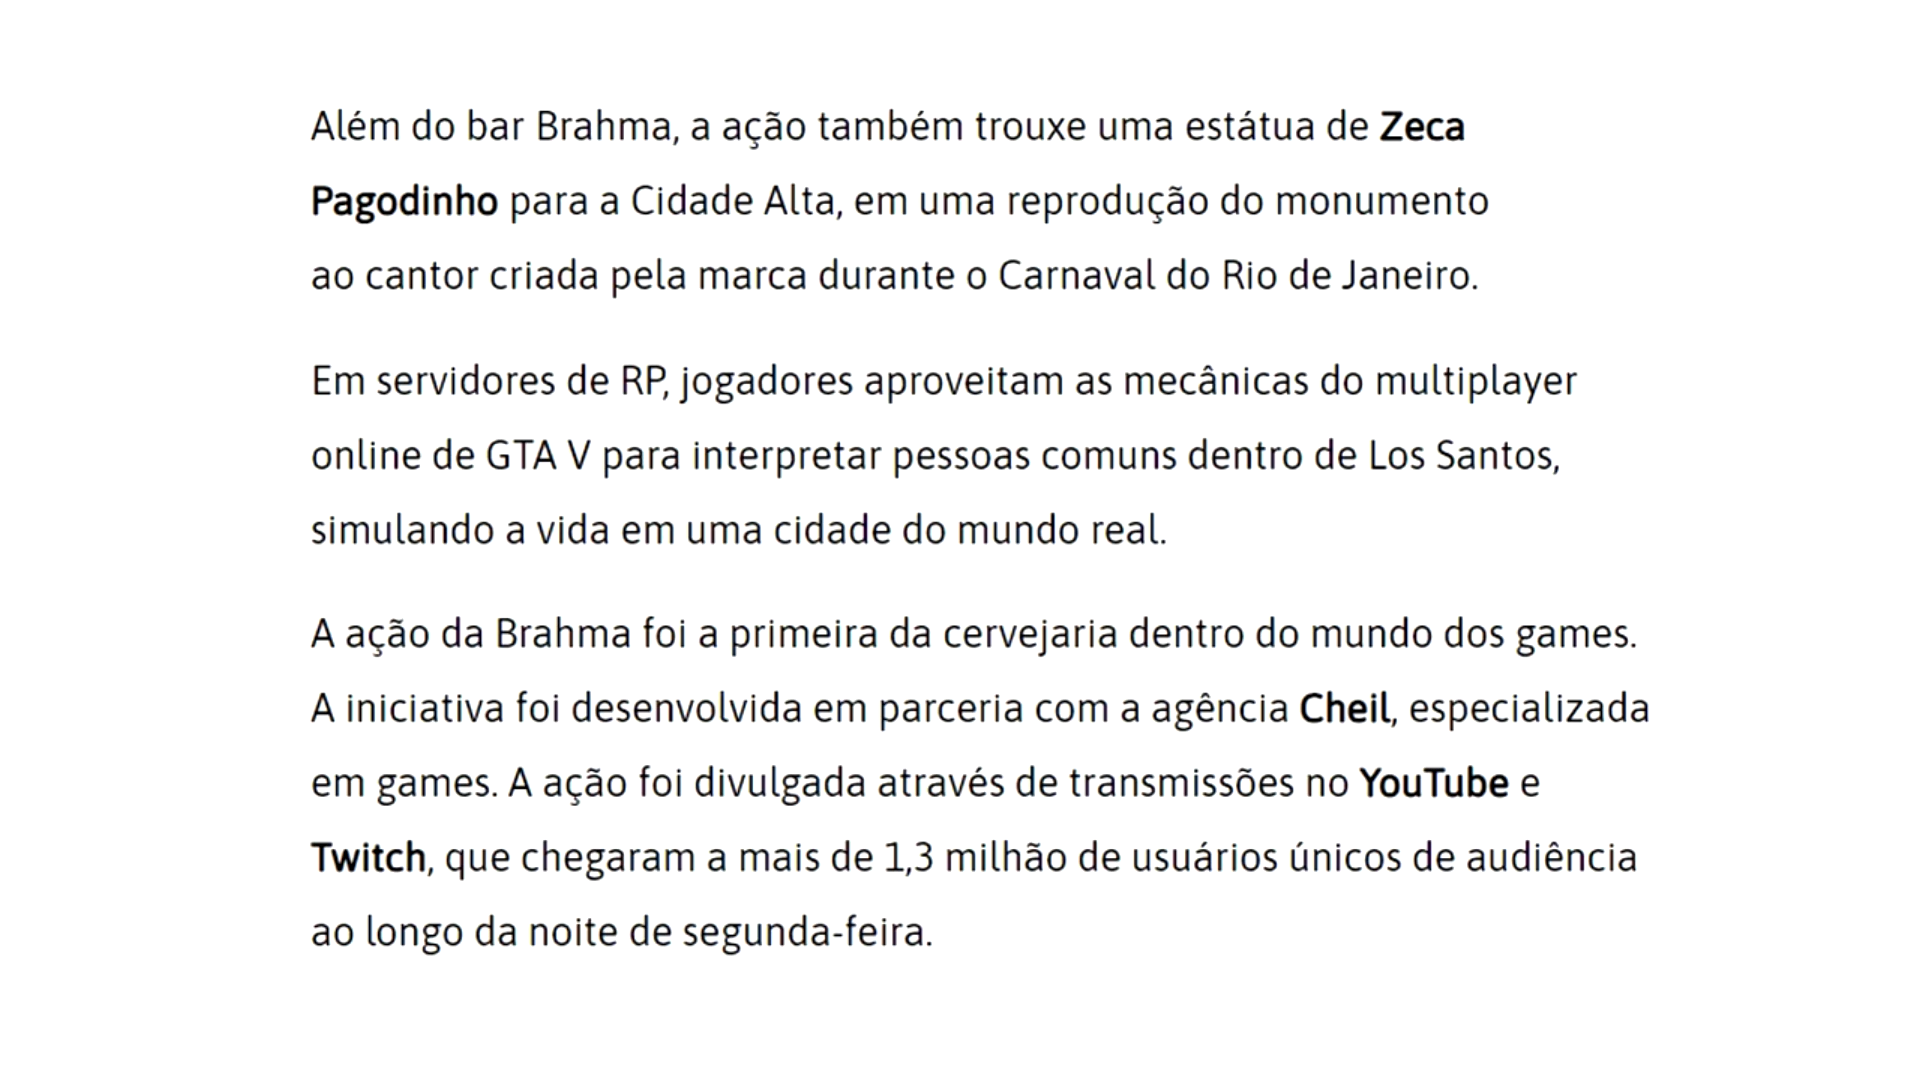 Além do bar Brahma, a ação também trouxe uma estátua de Zeca
Pagodinho para a Cidade Alta, em uma reprodução do monumento
ao cantor criada pela marca durante o Carnaval do Rio de Janeiro.
Em servidores de RP, jogadores aproveitam as mecânicas do multiplayer
online de GTA V para interpretar pessoas comuns dentro de Los Santos,
simulando a vida em uma cidade do mundo real.
A ação da Brahma foi a primeira da cervejaria dentro do mundo dos games.
A iniciativa foi desenvolvida em parceria com a agência Cheil, especializada
em games. A ação foi divulgada através de transmissões no YouTube e
Twitch, que chegaram a mais de 1,3 milhão de usuários únicos de audiência
ao longo da noite de segunda-feira.